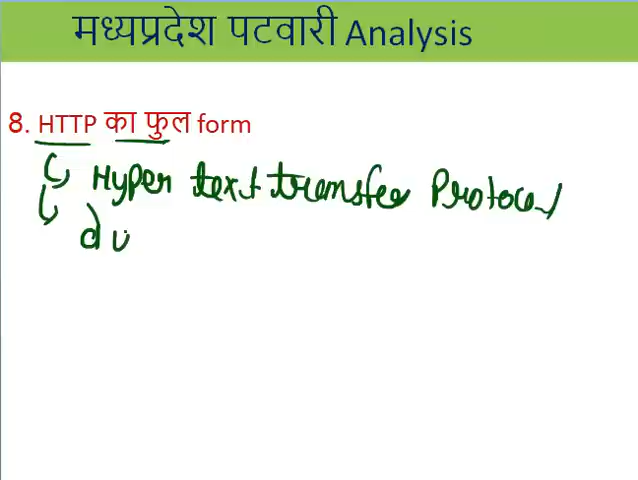 मध्यप्रदेश पटवारी Analysis
8. HTTP का फुल form
Hyper text transfer Protocol